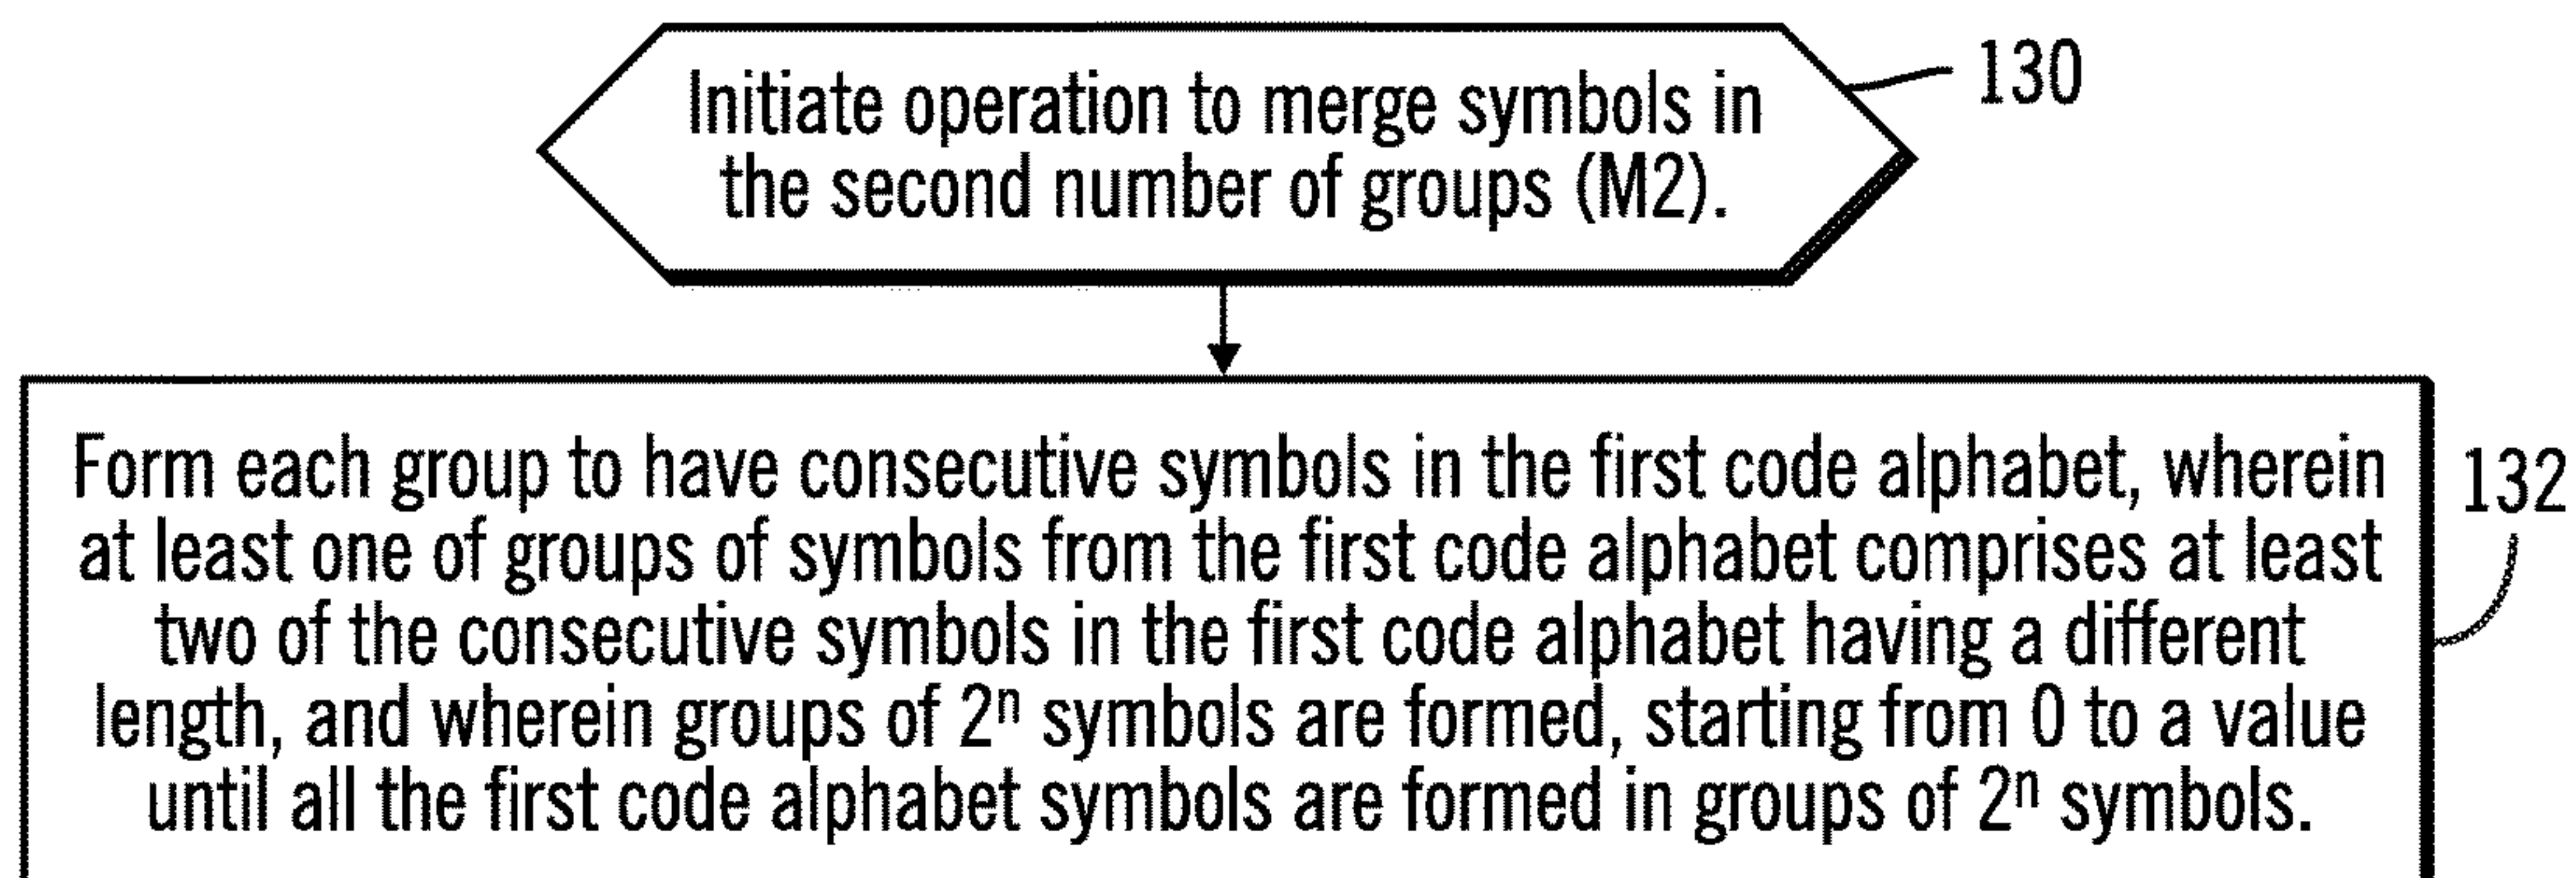 Initiate operation to merge symbols in
the second number of groups (M2).
130
Form each group to have consecutive symbols in the first code alphabet, wherein
at least one of groups of symbols from the first code alphabet comprises at least
two of the consecutive symbols in the first code alphabet having a different
length, and wherein groups of 2ⁿ symbols are formed, starting from 0 to a value
until all the first code alphabet symbols are formed in groups of 2ⁿ symbols.
132